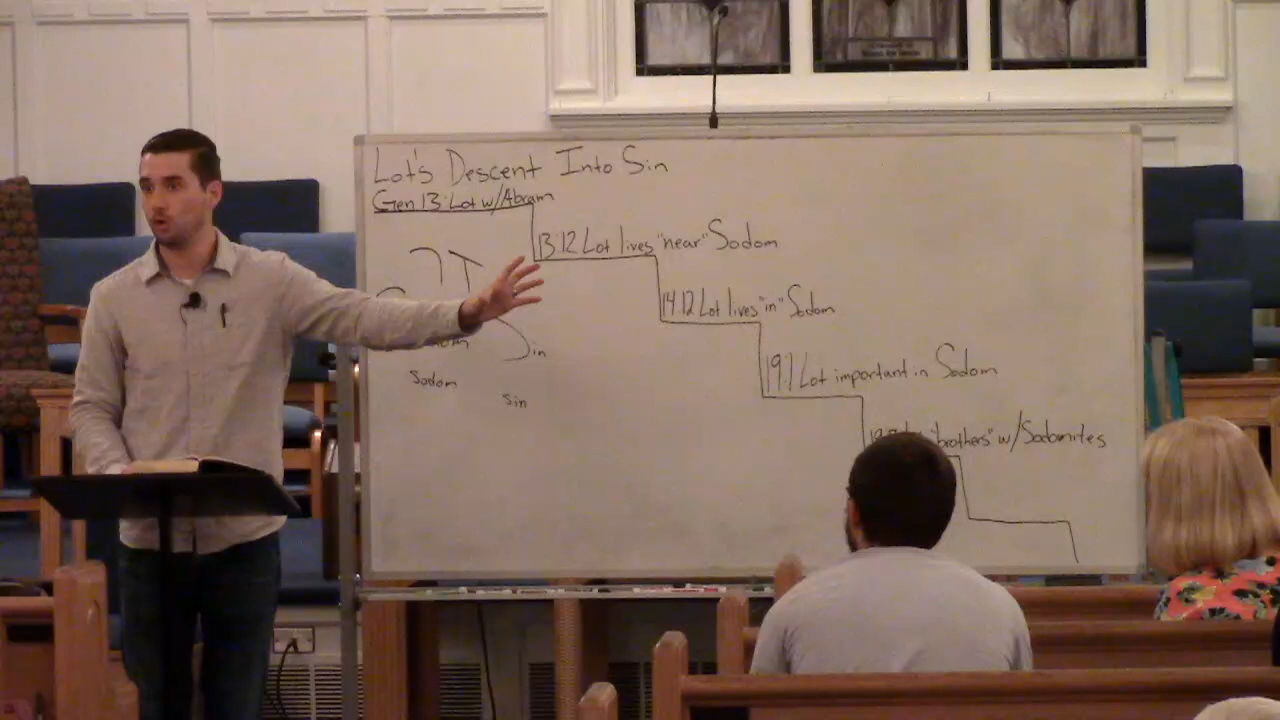 Lot's Descent Into Sin
Gen 13: Lot w/Abram
13:12 Lot lives "near" Sodom
14:12 Lot lives "in" Sodom
19:1 Lot important in Sodom
"brothers" w/Sodomites
Sin
Sodom
Sin